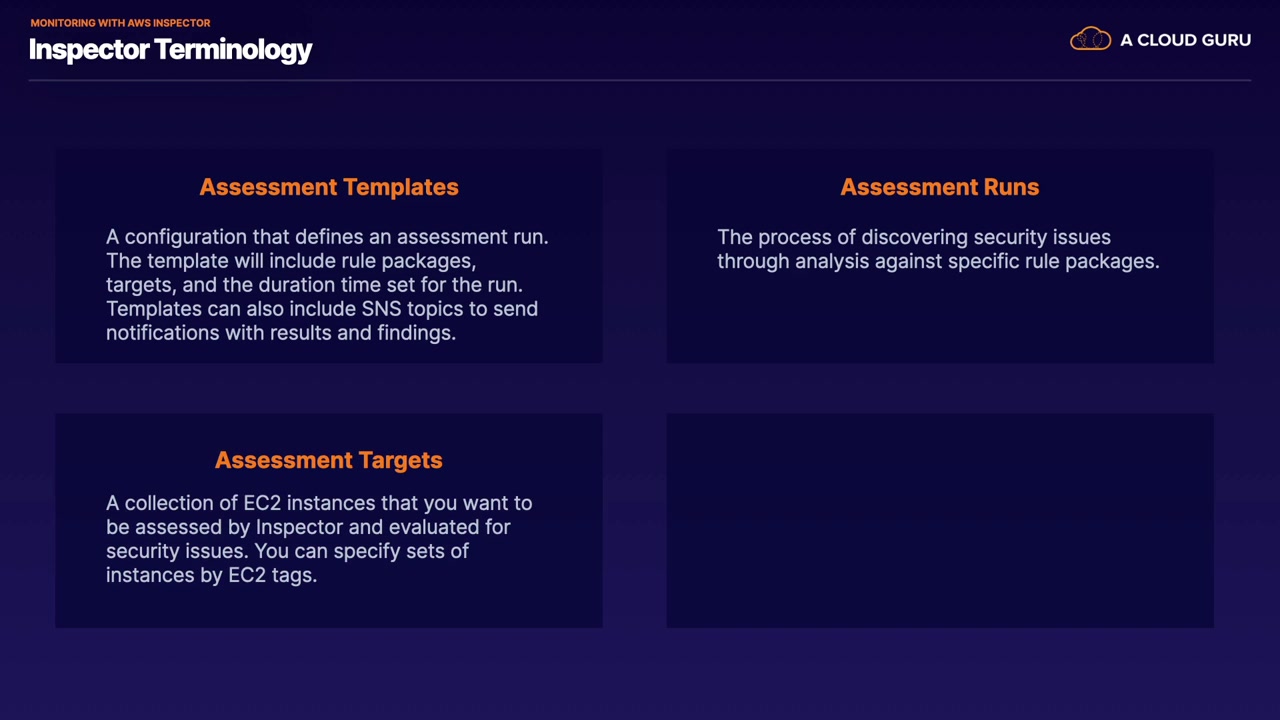 MONITORING WITH AWS INSPECTOR
Inspector Terminology
A CLOUD GURU
Assessment Templates
A configuration that defines an assessment run.
The template will include rule packages,
targets, and the duration time set for the run.
Templates can also include SNS topics to send
notifications with results and findings.
Assessment Runs
The process of discovering security issues
through analysis against specific rule packages.
Assessment Targets
A collection of EC2 instances that you want to
be assessed by Inspector and evaluated for
security issues. You can specify sets of
instances by EC2 tags.